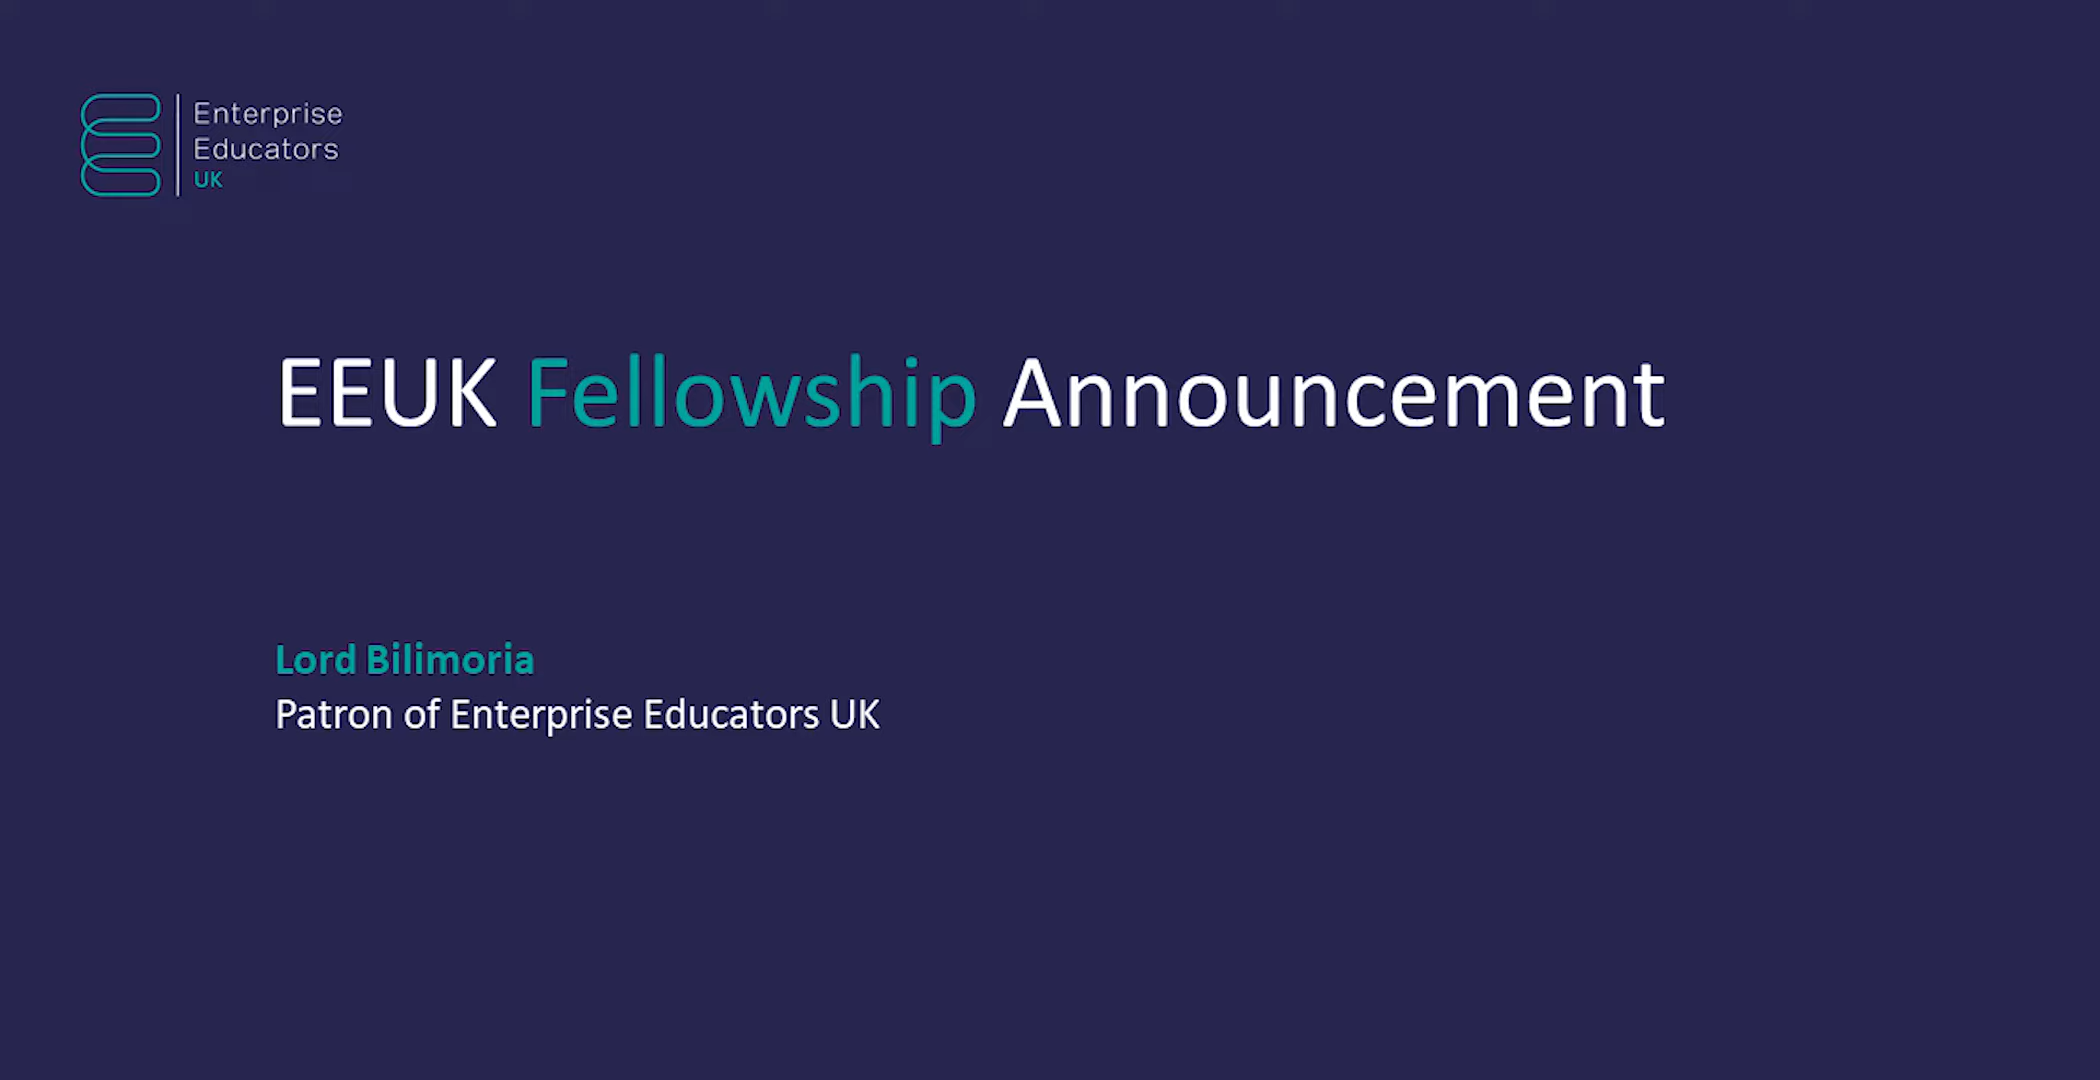 Enterprise
Educators
UK
EEUK Fellowship Announcement
Lord Bilimoria
Patron of Enterprise Educators UK